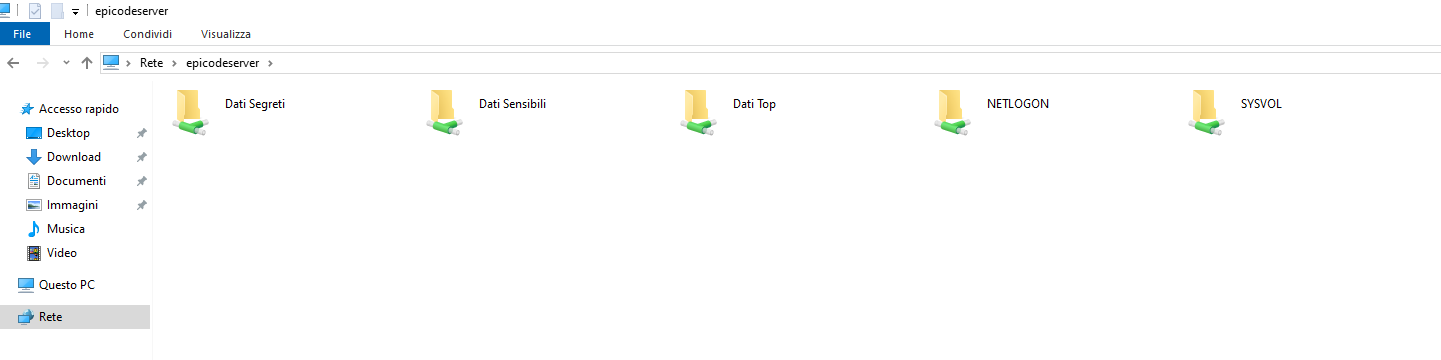 epicodeserver
File Home Condividi Visualizza
Rete epicodeserver
Accesso rapido
Desktop
Download
Documenti
Immagini
Musica
Video
Questo PC
Rete
Dati Segreti Dati Sensibili Dati Top NETLOGON SYSVOL